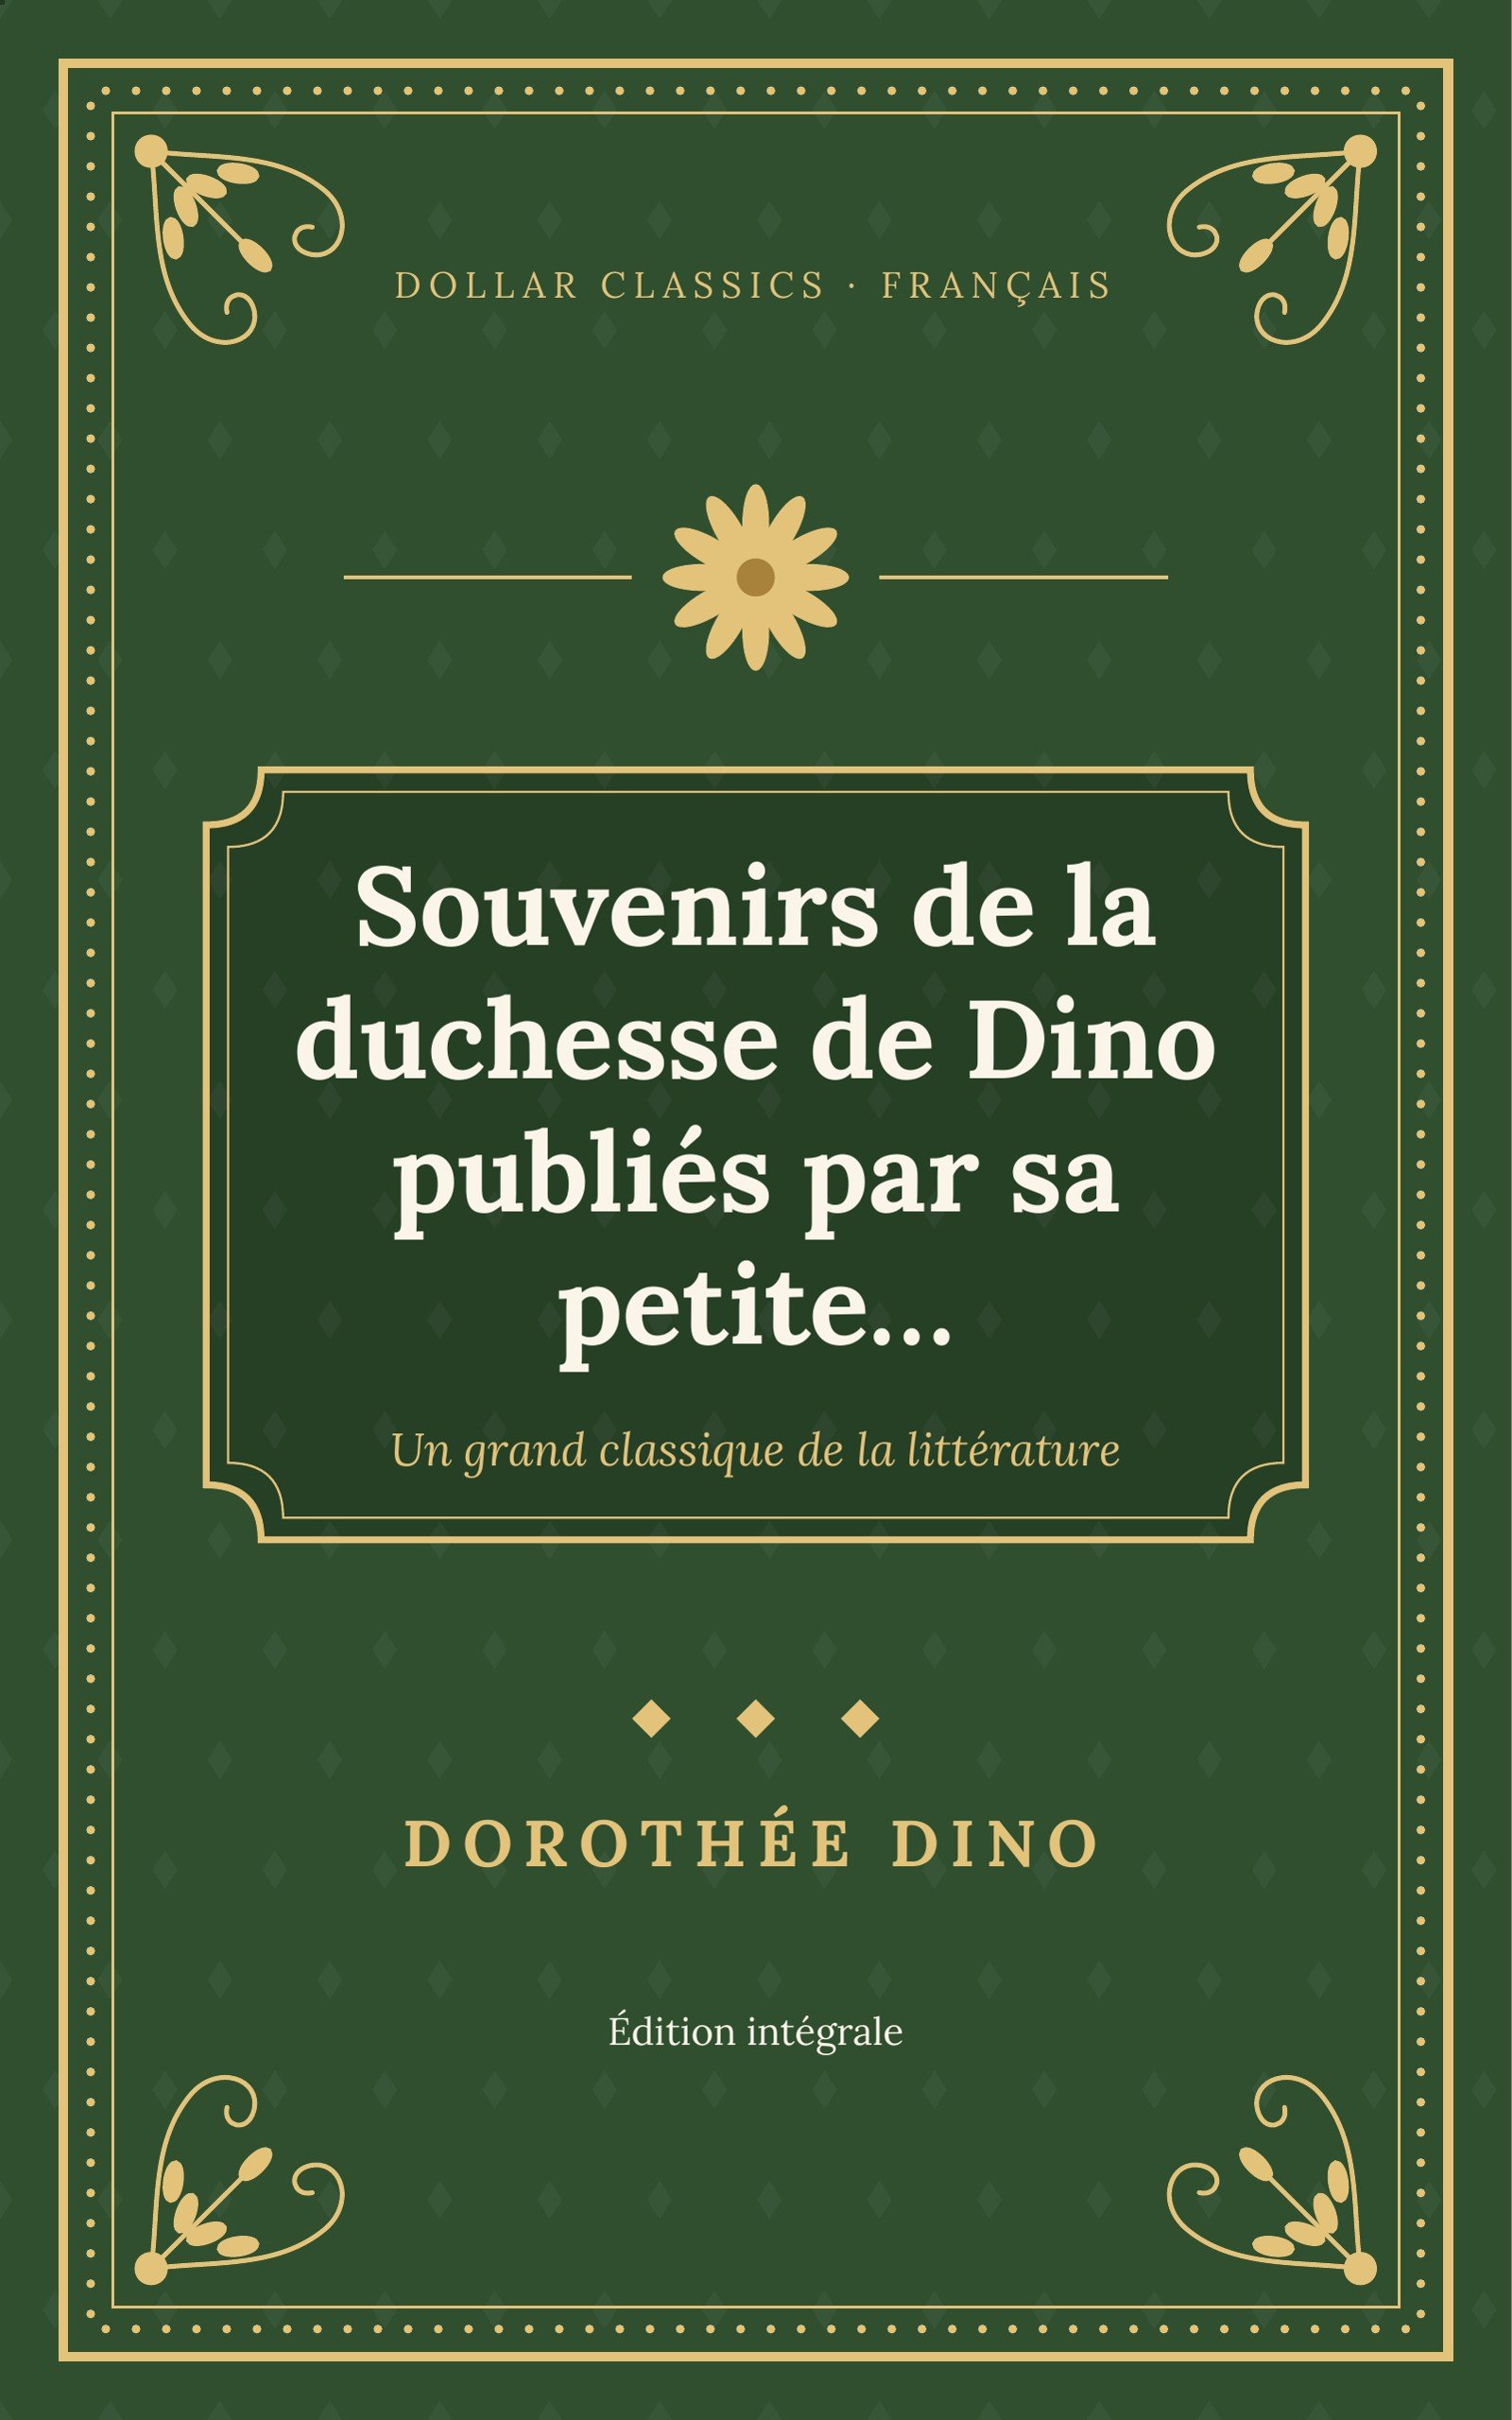 DOLLAR CLASSICS · FRANÇAIS
Souvenirs de la
duchesse de Dino
publiés par sa
petite...
Un grand classique de la littérature
DOROTHÉE DINO
Édition intégrale